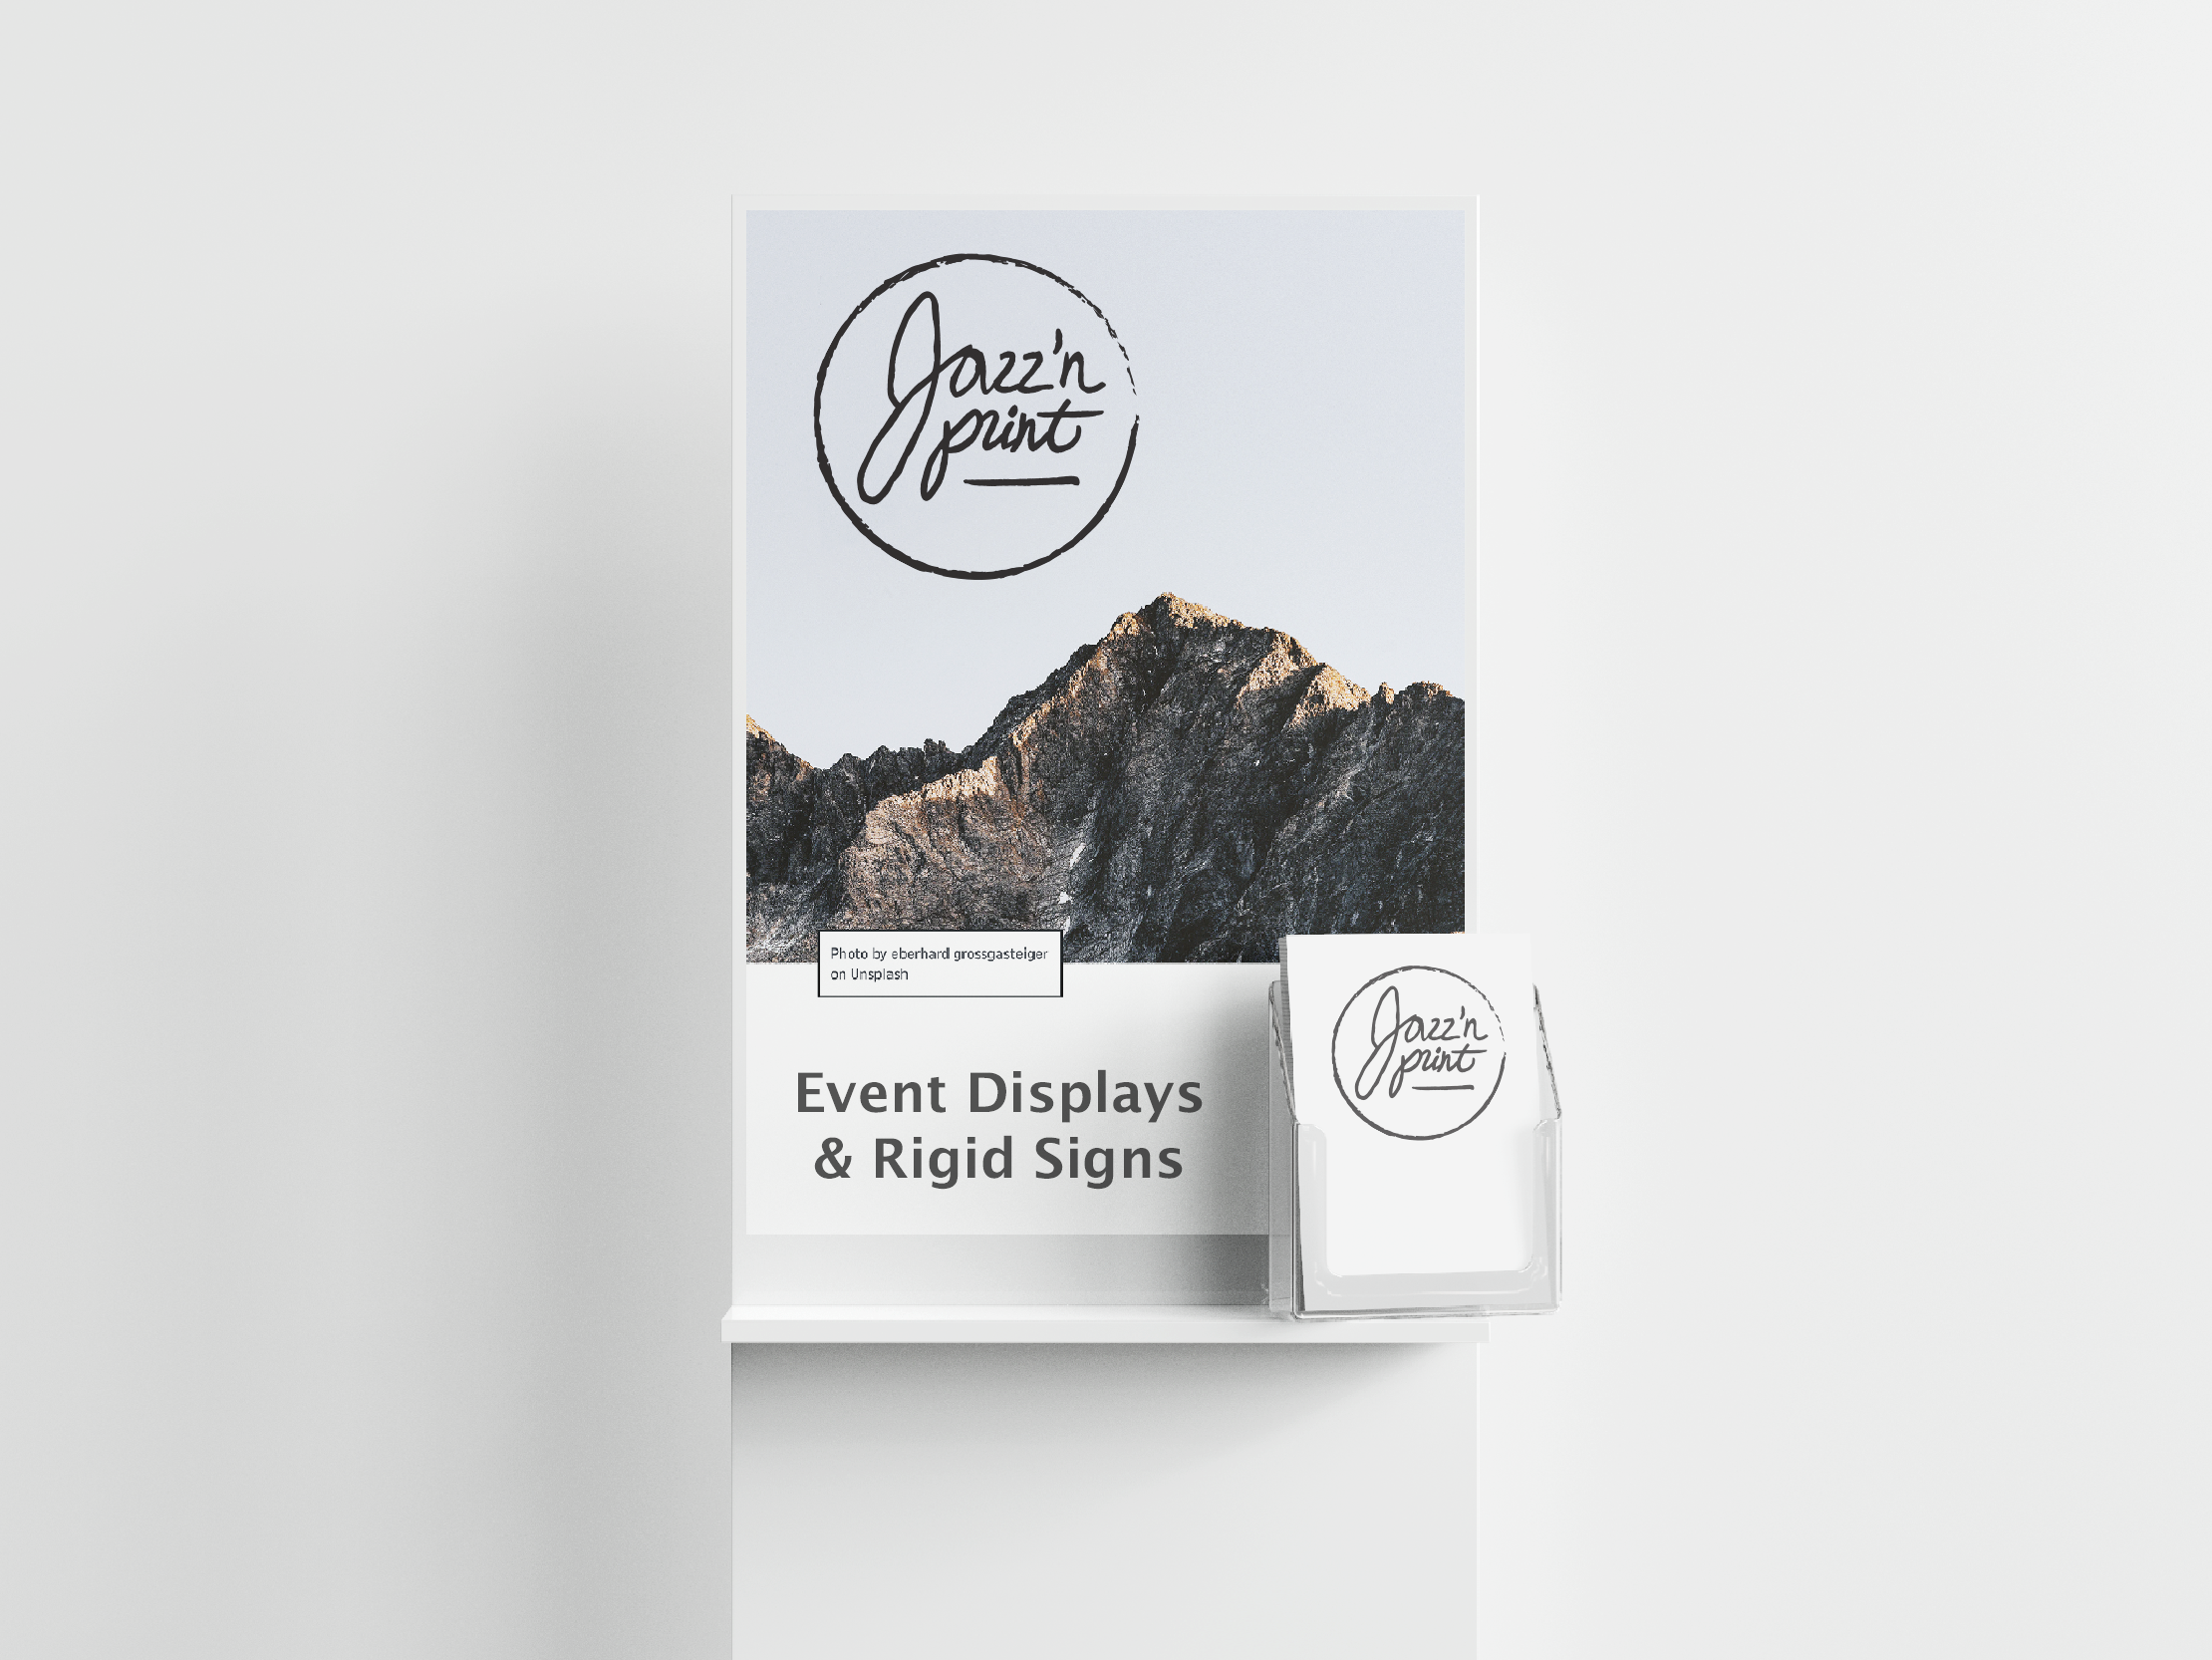 Jazz'n
print
Photo by eberhard grossgasteiger
on Unsplash
Event Displays
& Rigid Signs
Jazz'n
print